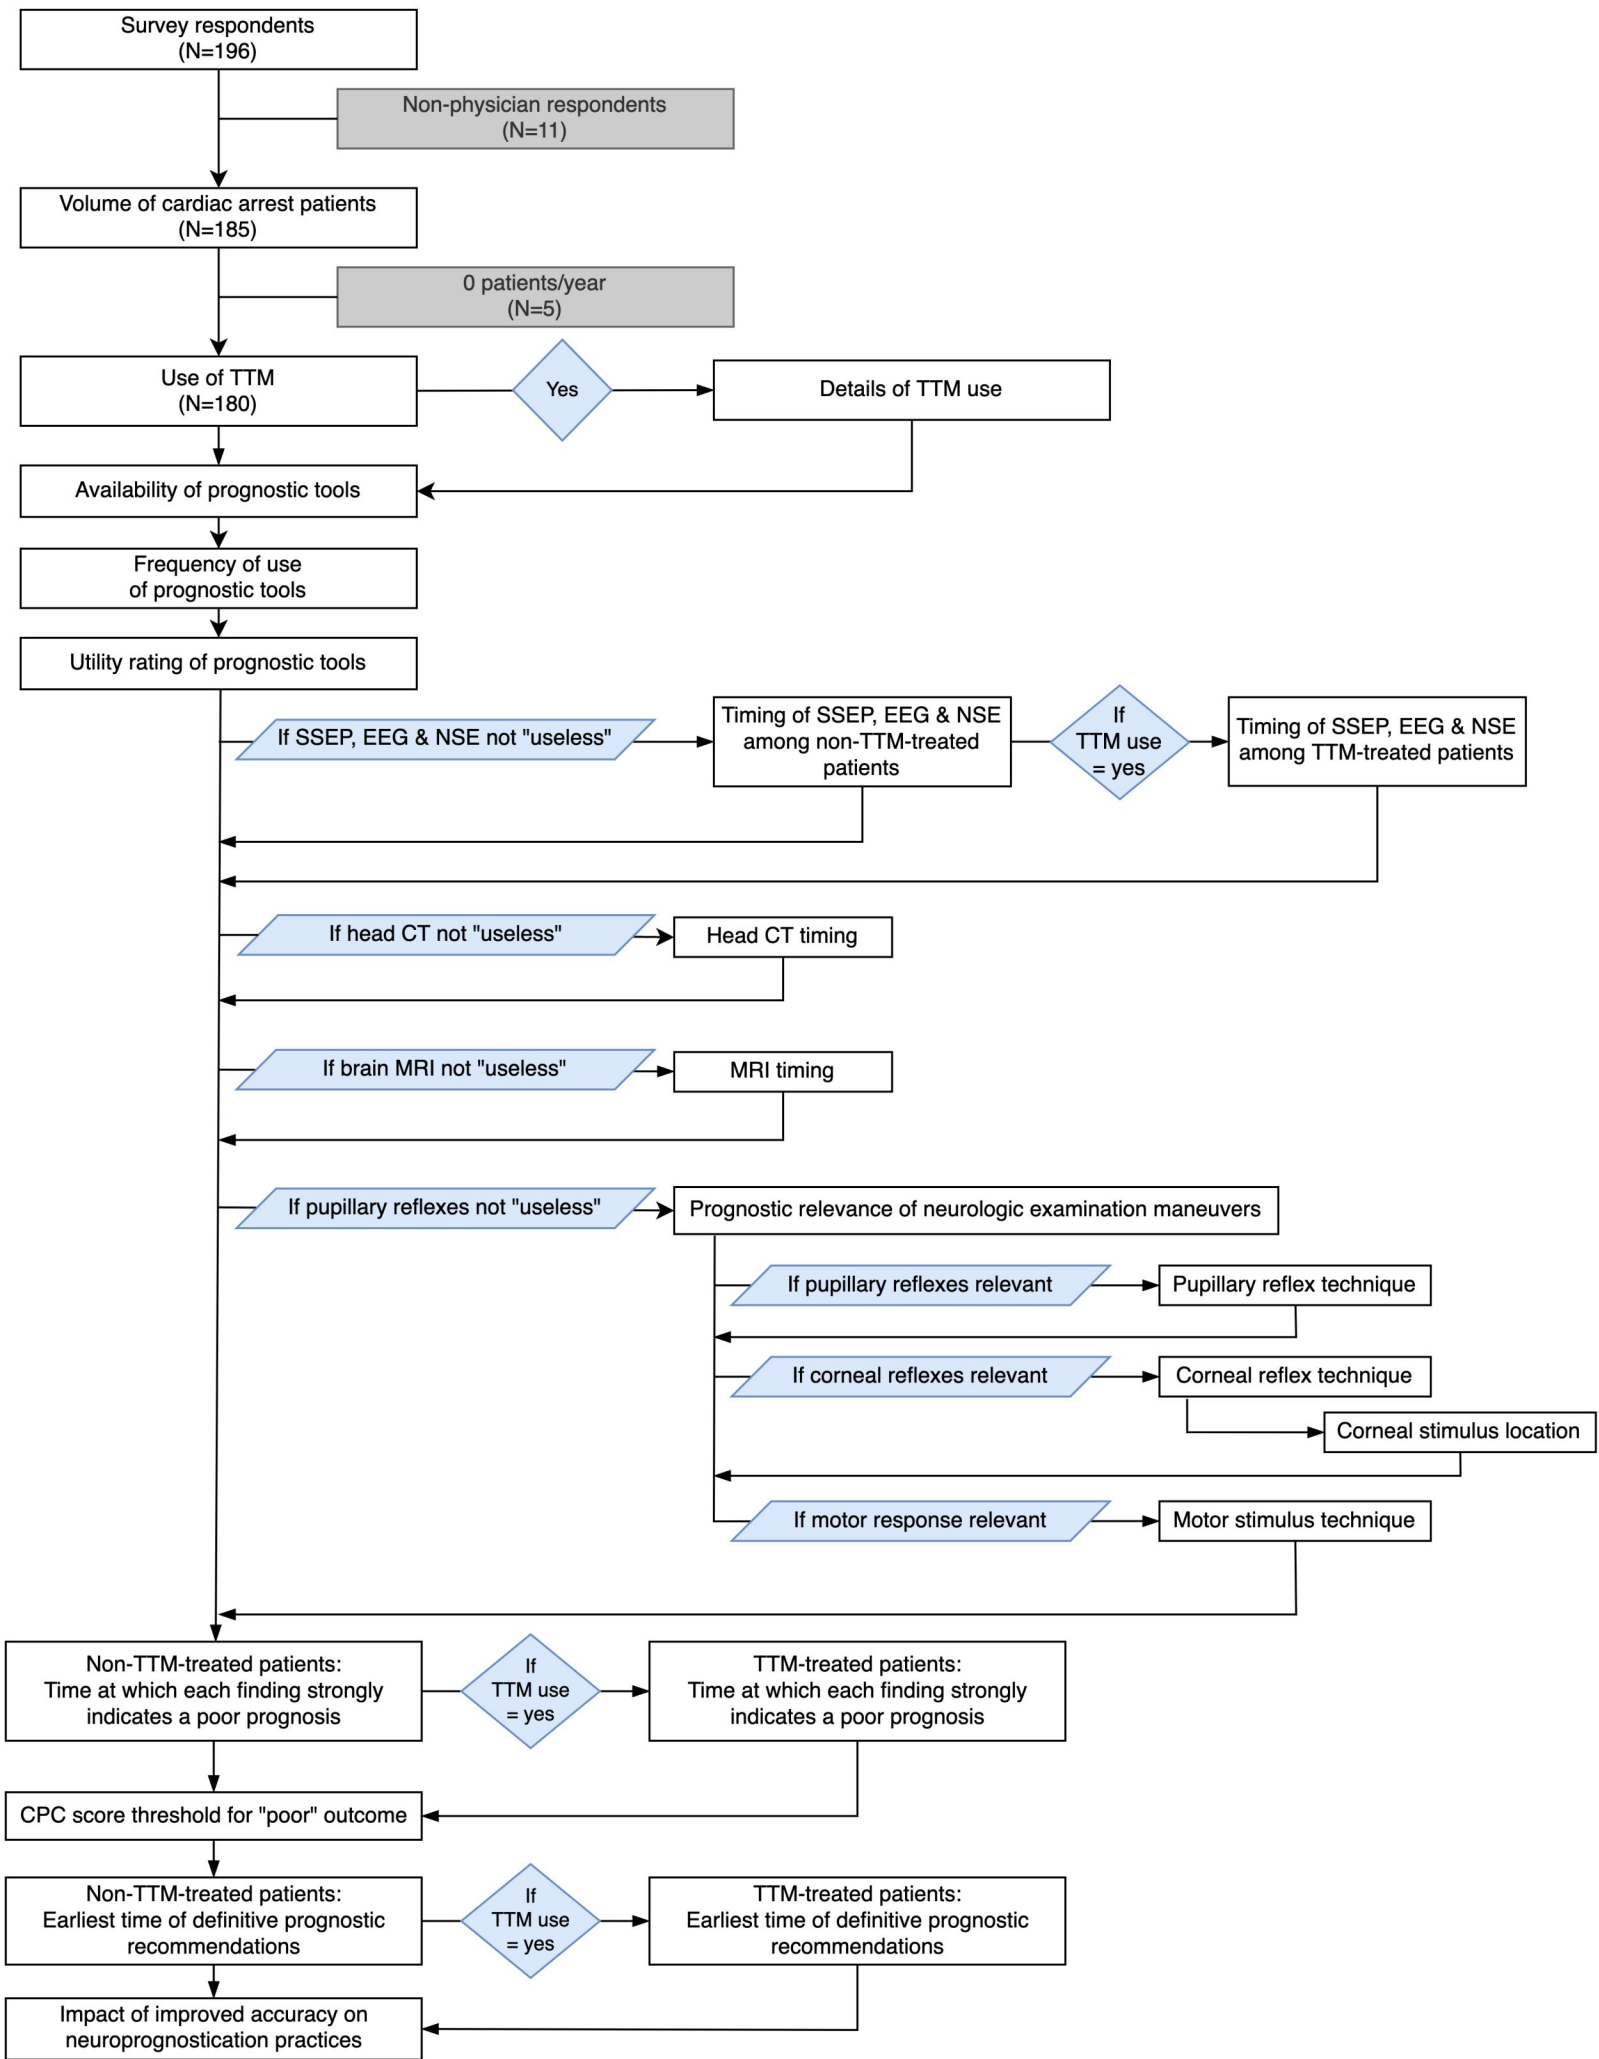 Survey respondents
(N=196)
Non-physician respondents
(N=11)
Volume of cardiac arrest patients
(N=185)
0 patients/year
(N=5)
Use of TTM
(N=180)
Yes
Details of TTM use
Availability of prognostic tools
Frequency of use
of prognostic tools
Utility rating of prognostic tools
If SSEP, EEG & NSE not "useless"
Timing of SSEP, EEG & NSE
among non-TTM-treated
patients
If
TTM use
= yes
Timing of SSEP, EEG & NSE
among TTM-treated patients
If head CT not "useless"
Head CT timing
If brain MRI not "useless"
MRI timing
If pupillary reflexes not "useless"
Prognostic relevance of neurologic examination maneuvers
If pupillary reflexes relevant
Pupillary reflex technique
If corneal reflexes relevant
Corneal reflex technique
Corneal stimulus location
If motor response relevant
Motor stimulus technique
Non-TTM-treated patients:
Time at which each finding strongly
indicates a poor prognosis
If
TTM use
= yes
TTM-treated patients:
Time at which each finding strongly
indicates a poor prognosis
CPC score threshold for "poor" outcome
Non-TTM-treated patients:
Earliest time of definitive prognostic
recommendations
If
TTM use
= yes
TTM-treated patients:
Earliest time of definitive prognostic
recommendations
Impact of improved accuracy on
neuroprognostication practices